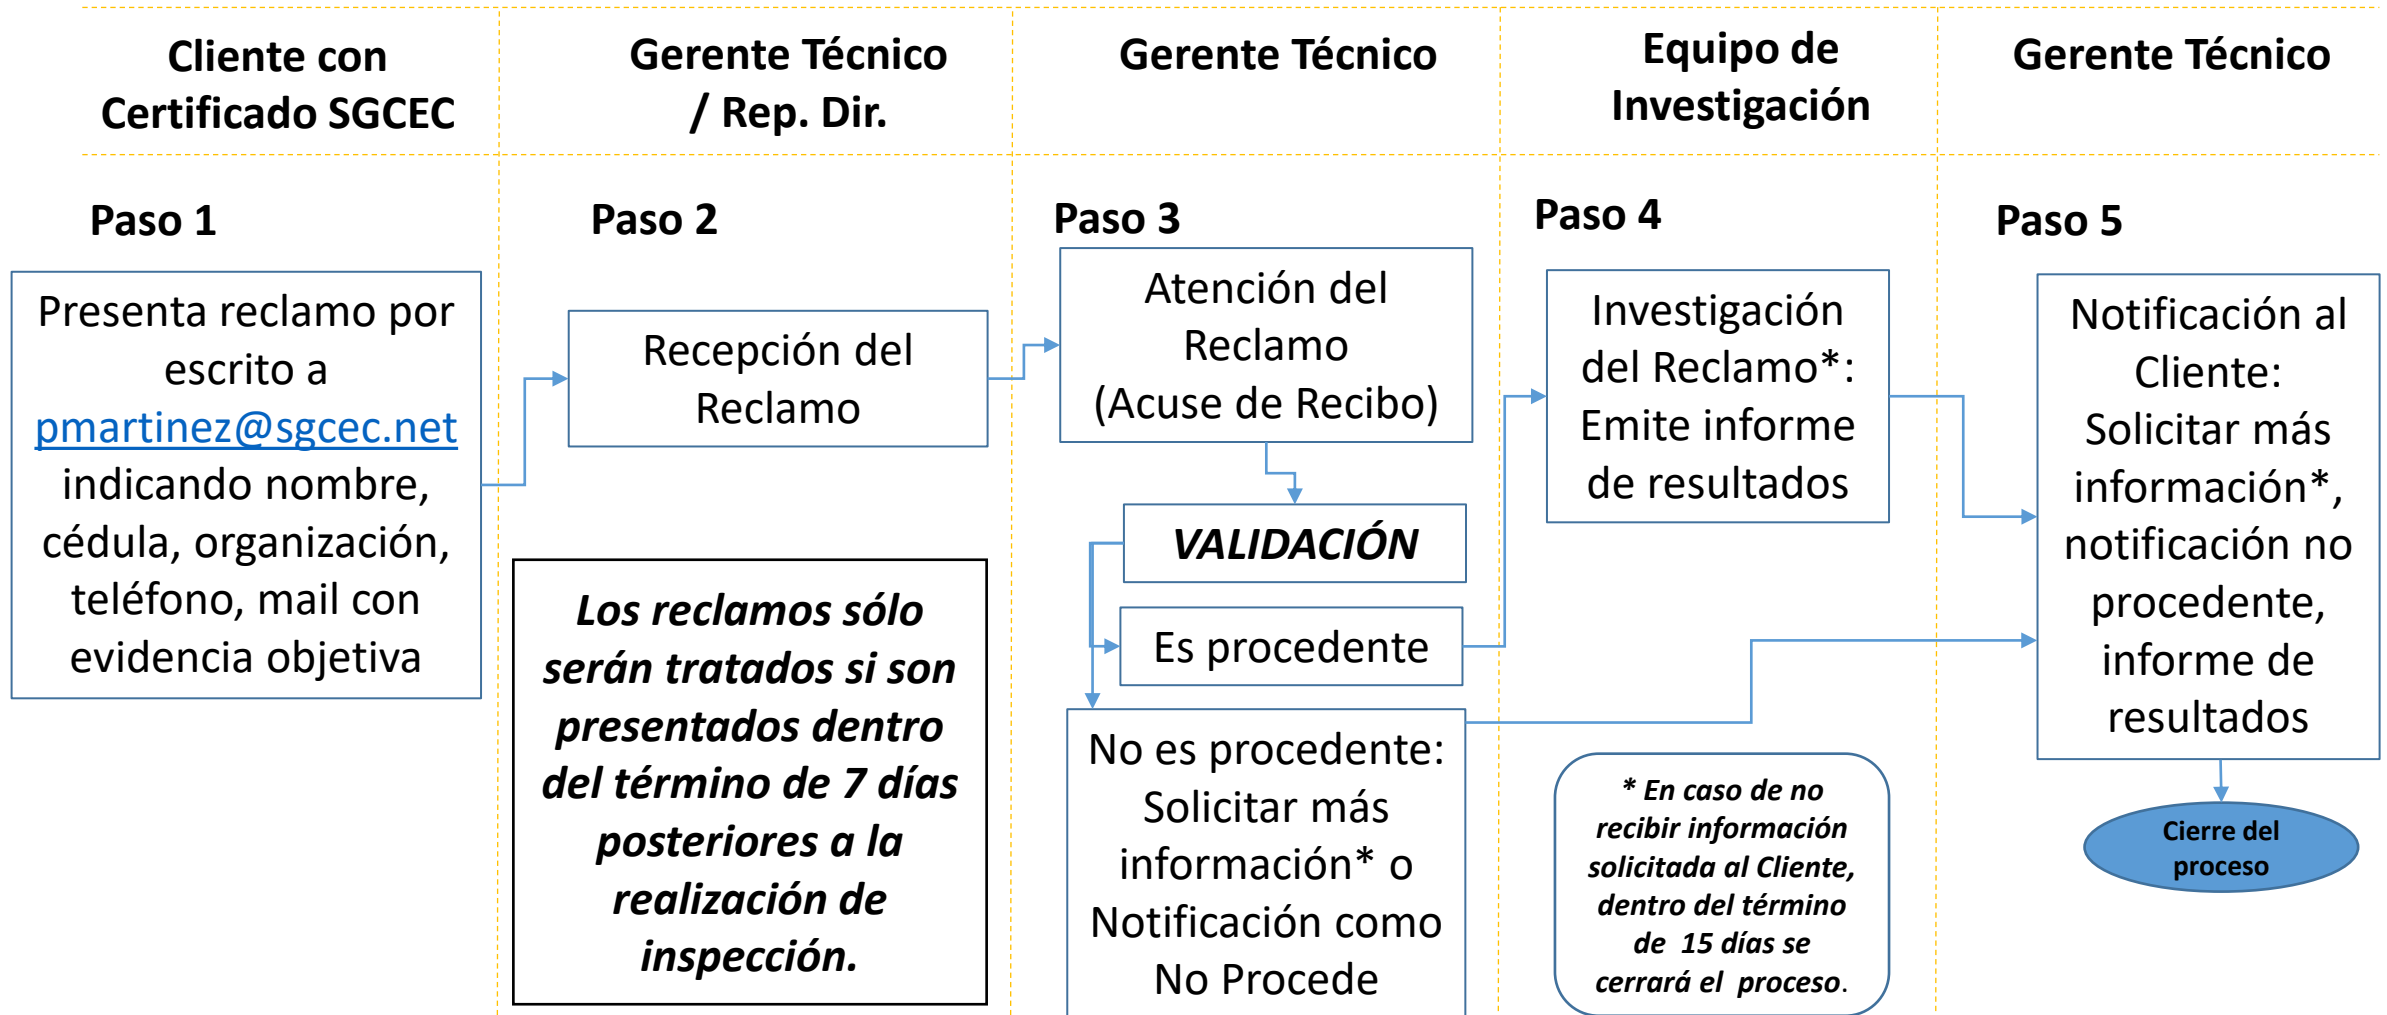 Cliente con
Certificado SGCEC
Gerente Técnico
/ Rep. Dir.
Gerente Técnico
Equipo de
Investigación
Gerente Técnico
Paso 1
Presenta reclamo por
escrito a
pmartinez@sgcec.net
indicando nombre,
cédula, organización,
teléfono, mail con
evidencia objetiva
Paso 2
Recepción del
Reclamo
Los reclamos sólo
serán tratados si son
presentados dentro
del término de 7 días
posteriores a la
realización de
inspección.
Paso 3
Atención del
Reclamo
(Acuse de Recibo)
VALIDACIÓN
Es procedente
No es procedente:
Solicitar más
información* o
Notificación como
No Procede
Paso 4
Investigación
del Reclamo*:
Emite informe
de resultados
* En caso de no
recibir información
solicitada al Cliente,
dentro del término
de 15 días se
cerrará el proceso.
Paso 5
Notificación al
Cliente:
Solicitar más
información*,
notificación no
procedente,
informe de
resultados
Cierre del
proceso